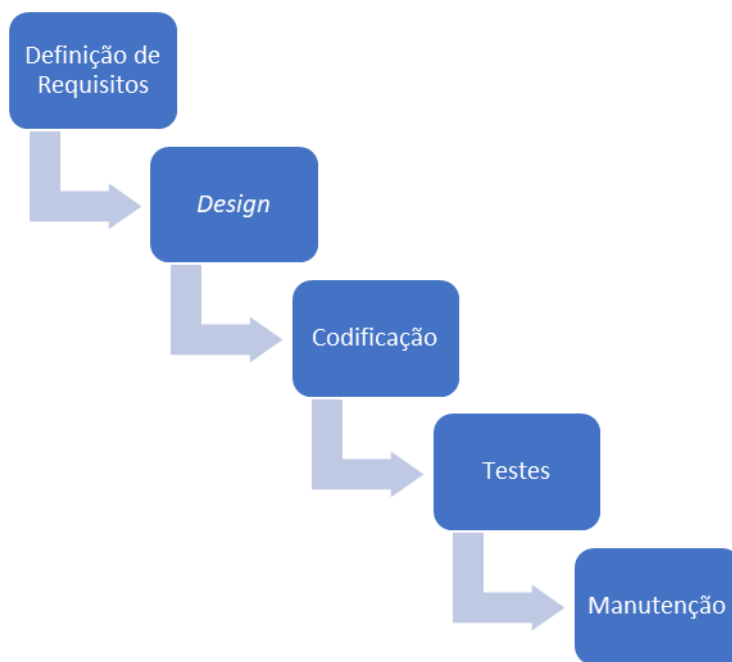 Definição de
Requisitos
Design
Codificação
Testes
Manutenção